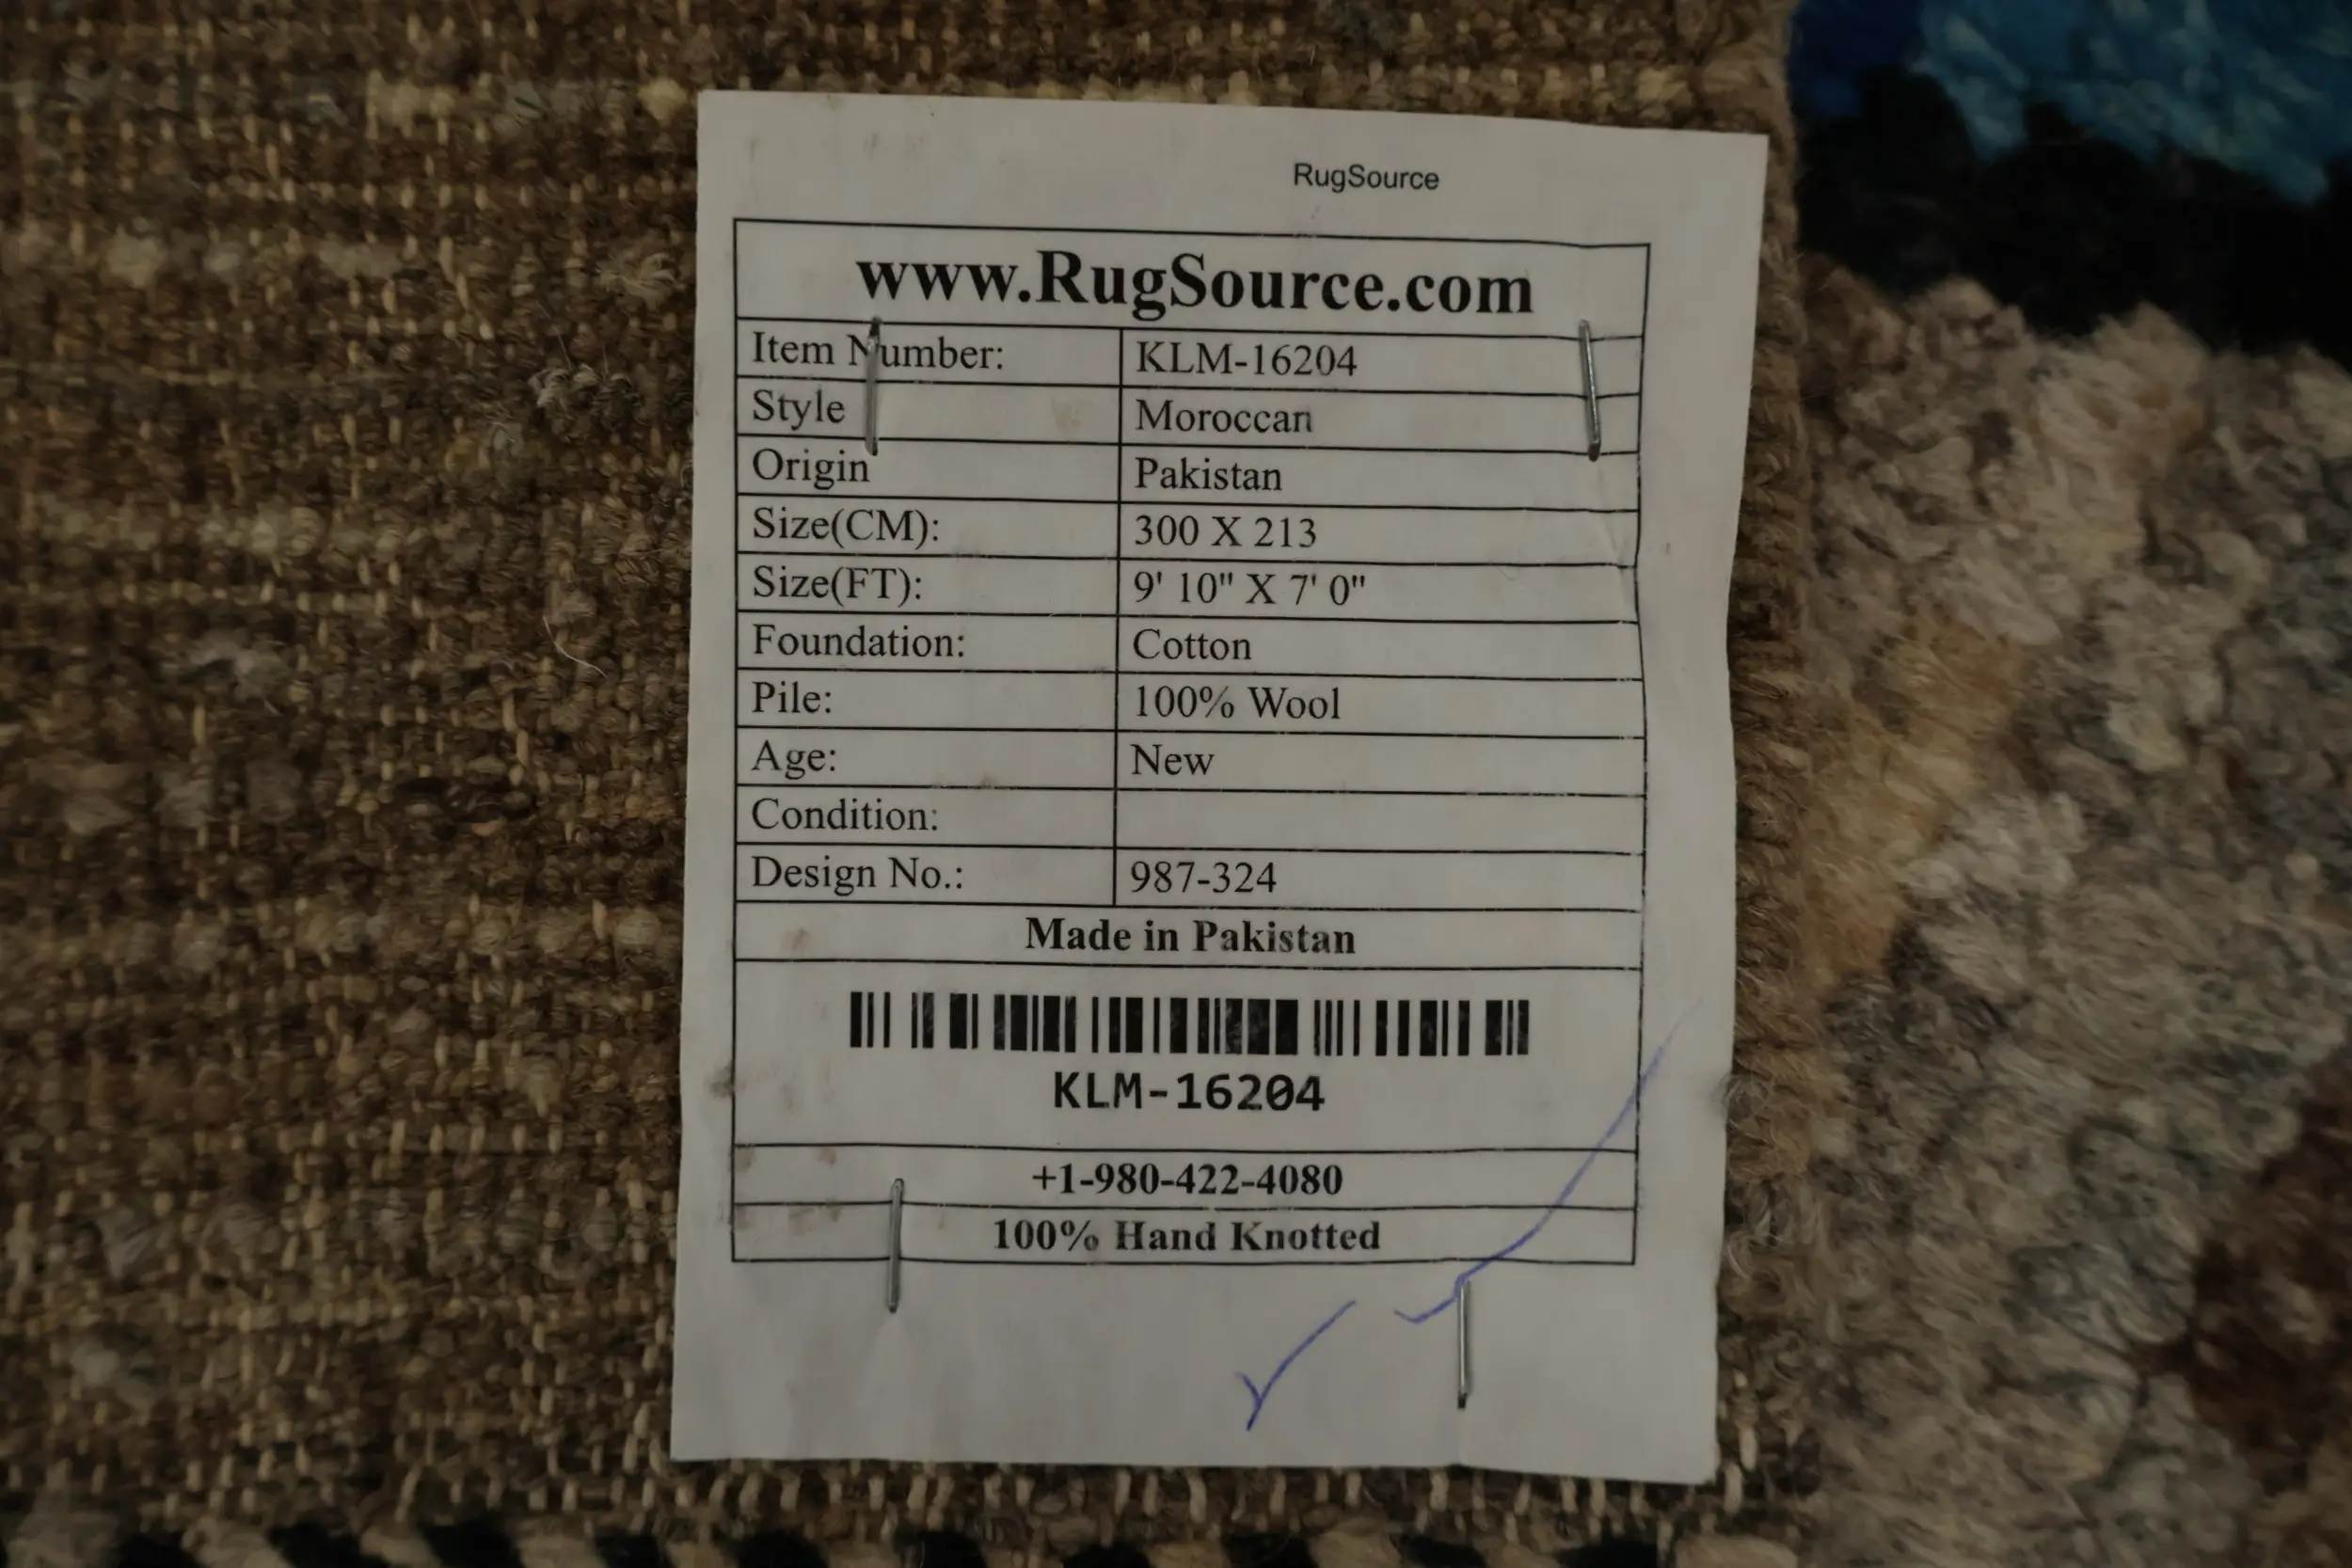 RugSource
www.RugSource.com
Item Number: KLM-16204
Style Moroccan
Origin Pakistan
Size(CM): 300 X 213
Size(FT): 9' 10" X 7' 0"
Foundation: Cotton
Pile: 100% Wool
Age: New
Condition:
Design No.: 987-324
Made in Pakistan
KLM-16204
+1-980-422-4080
100% Hand Knotted